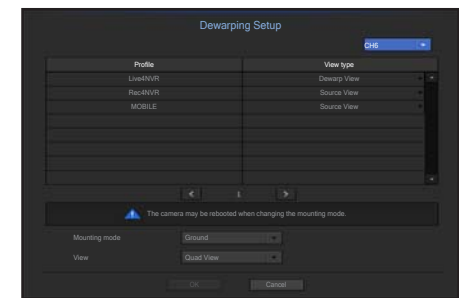 Dewarping Setup
CH6
Profile View type
Live4NVR Dewarp View
Rec4NVR Source View
MOBILE Source View
1
The camera may be rebooted when changing the mounting mode.
Mounting mode Ground
View Quad View
OK Cancel